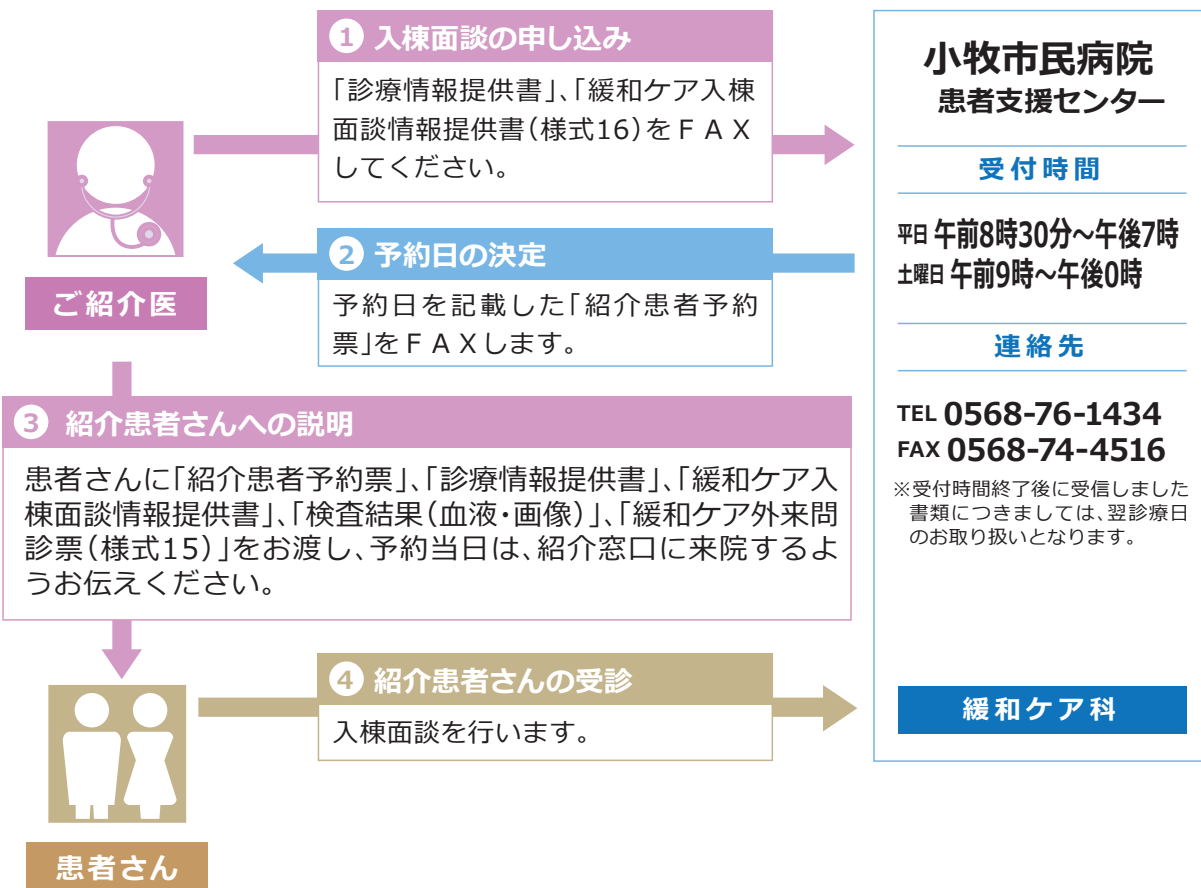 ❶ 入棟面談の申し込み
「診療情報提供書」、「緩和ケア入棟
面談情報提供書(様式16)をＦＡＸ
してください。
ご紹介医
❷ 予約日の決定
予約日を記載した「紹介患者予約
票」をＦＡＸします。
❸ 紹介患者さんへの説明
患者さんに「紹介患者予約票」、「診療情報提供書」、「緩和ケア入
棟面談情報提供書」、「検査結果(血液・画像)」、「緩和ケア外来問
診票(様式15)」をお渡し、予約当日は、紹介窓口に来院するよ
うお伝えください。
❹ 紹介患者さんの受診
入棟面談を行います。
患者さん
小牧市民病院
患者支援センター
受付時間
平日 午前8時30分～午後7時
土曜日 午前9時～午後0時
連絡先
TEL 0568-76-1434
FAX 0568-74-4516
※受付時間終了後に受信しました
書類につきましては、翌診療日
のお取り扱いとなります。
緩和ケア科